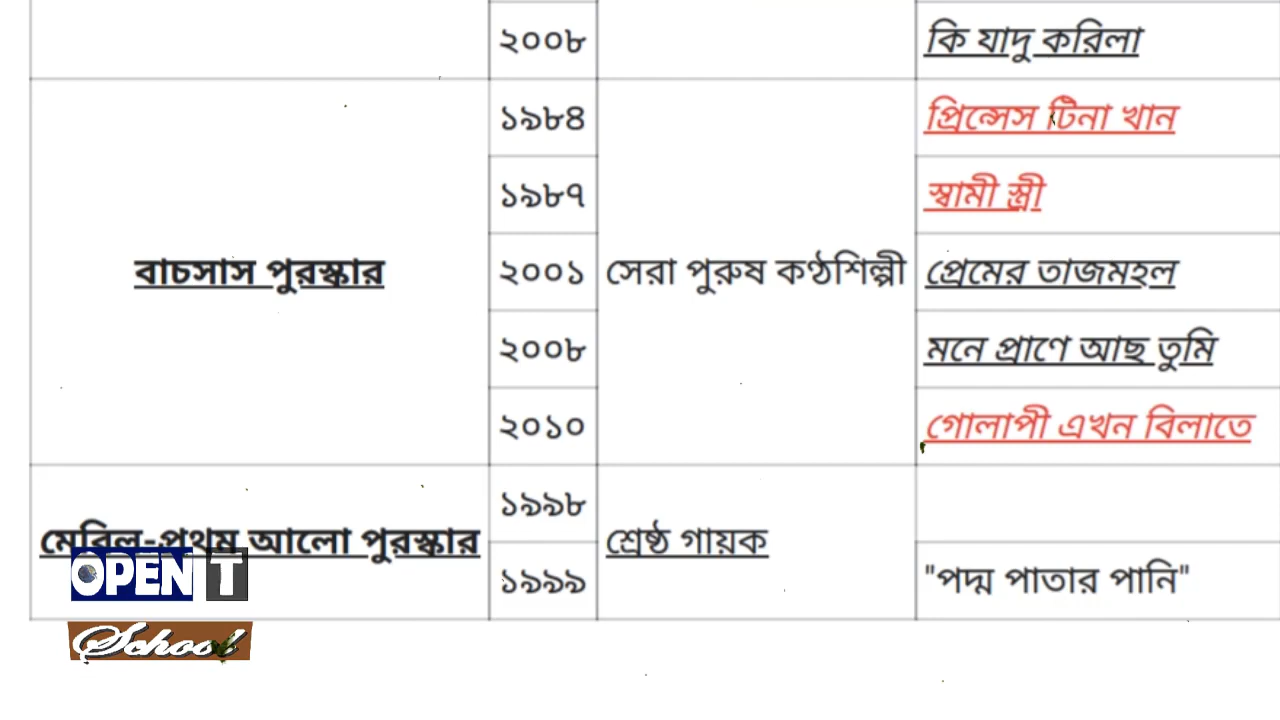 ২০০৮ কি যাদু করিলা
১৯৮৪ প্রিন্সেস টিনা খান
১৯৮৭ স্বামী স্ত্রী
বাচসাস পুরস্কার ২০০১ সেরা পুরুষ কণ্ঠশিল্পী প্রেমের তাজমহল
২০০৮ মনে প্রাণে আছ তুমি
২০১০ গোলাপী এখন বিলাতে
১৯৯৮
মেরিল-প্রথম আলো পুরস্কার শ্রেষ্ঠ গায়ক
১৯৯৯ "পদ্ম পাতার পানি"
OPEN T
School